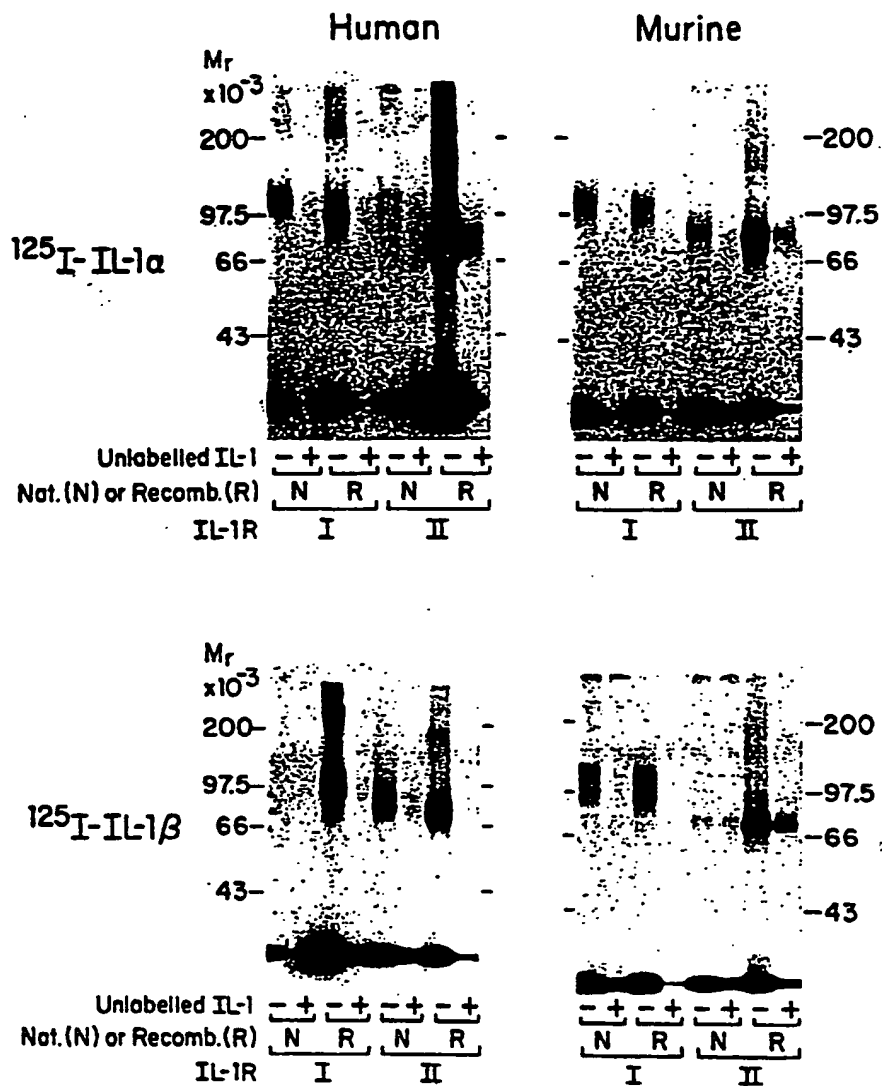 Human Murine
Mr
x10⁻³
200– –200
97.5– –97.5
¹²⁵I-IL-1α
66– –66
43– –43
Unlabelled IL-1 – + – + – + – + – + – + – + – +
Nat.(N) or Recomb.(R) N R N R N R N R
IL-1R I II I II
Mr
x10⁻³
200– –200
97.5– –97.5
¹²⁵I-IL-1β
66– –66
43– –43
Unlabelled IL-1 – + – + – + – + – + – + – + – +
Nat.(N) or Recomb.(R) N R N R N R N R
IL-1R I II I II